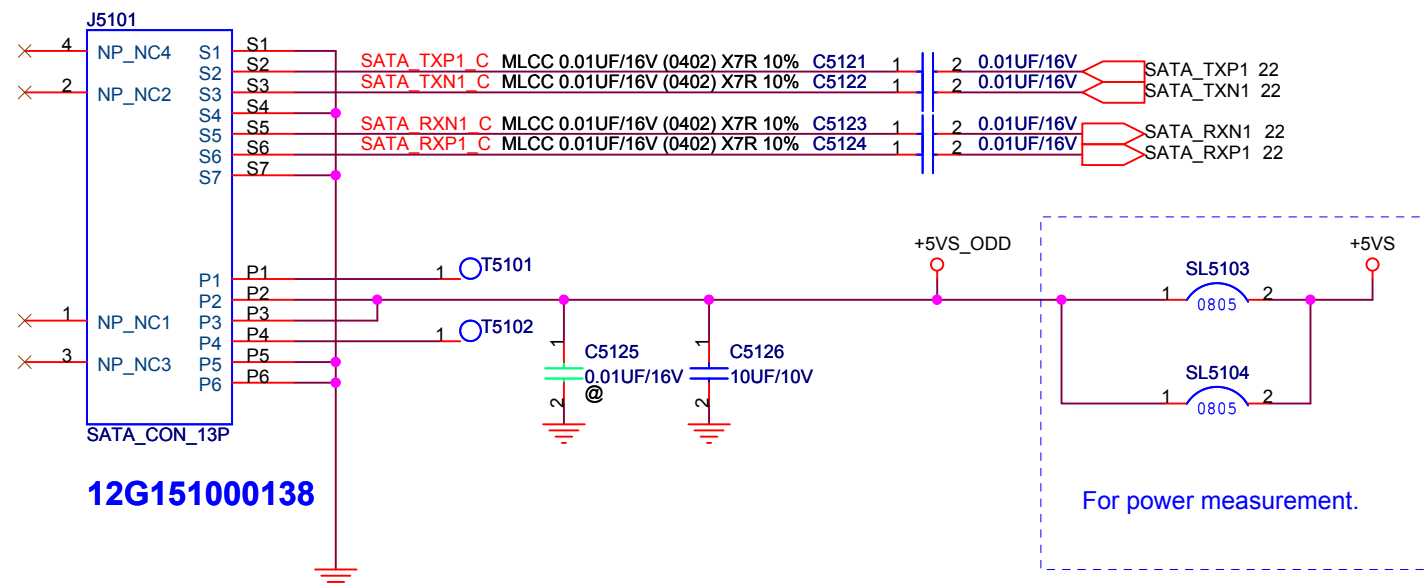 J5101
4 NP_NC4 S1 S1
S2 S2 SATA_TXP1_C MLCC 0.01UF/16V (0402) X7R 10% C5121 1 2 0.01UF/16V SATA_TXP1 22
2 NP_NC2 S3 S3 SATA_TXN1_C MLCC 0.01UF/16V (0402) X7R 10% C5122 1 2 0.01UF/16V SATA_TXN1 22
S4 S4
S5 S5 SATA_RXN1_C MLCC 0.01UF/16V (0402) X7R 10% C5123 1 2 0.01UF/16V SATA_RXN1 22
S6 S6 SATA_RXP1_C MLCC 0.01UF/16V (0402) X7R 10% C5124 1 2 0.01UF/16V SATA_RXP1 22
S7 S7
+5VS_ODD +5VS
P1 P1 1 T5101
SL5103
P2 P2 1 0805 2
1 NP_NC1 P3 P3
P4 P4 1 T5102
3 NP_NC3 P5 P5
P6 P6
1 C5125 0.01UF/16V @ 2
1 C5126 10UF/10V 2
SL5104
1 0805 2
SATA_CON_13P
12G151000138
For power measurement.